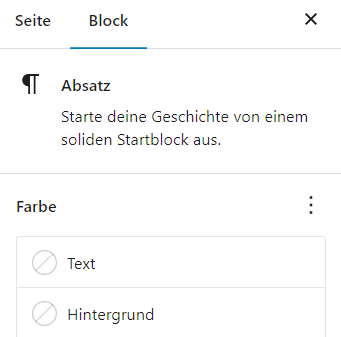 Seite Block
Absatz
Starte deine Geschichte von einem
soliden Startblock aus.
Farbe
Text
Hintergrund